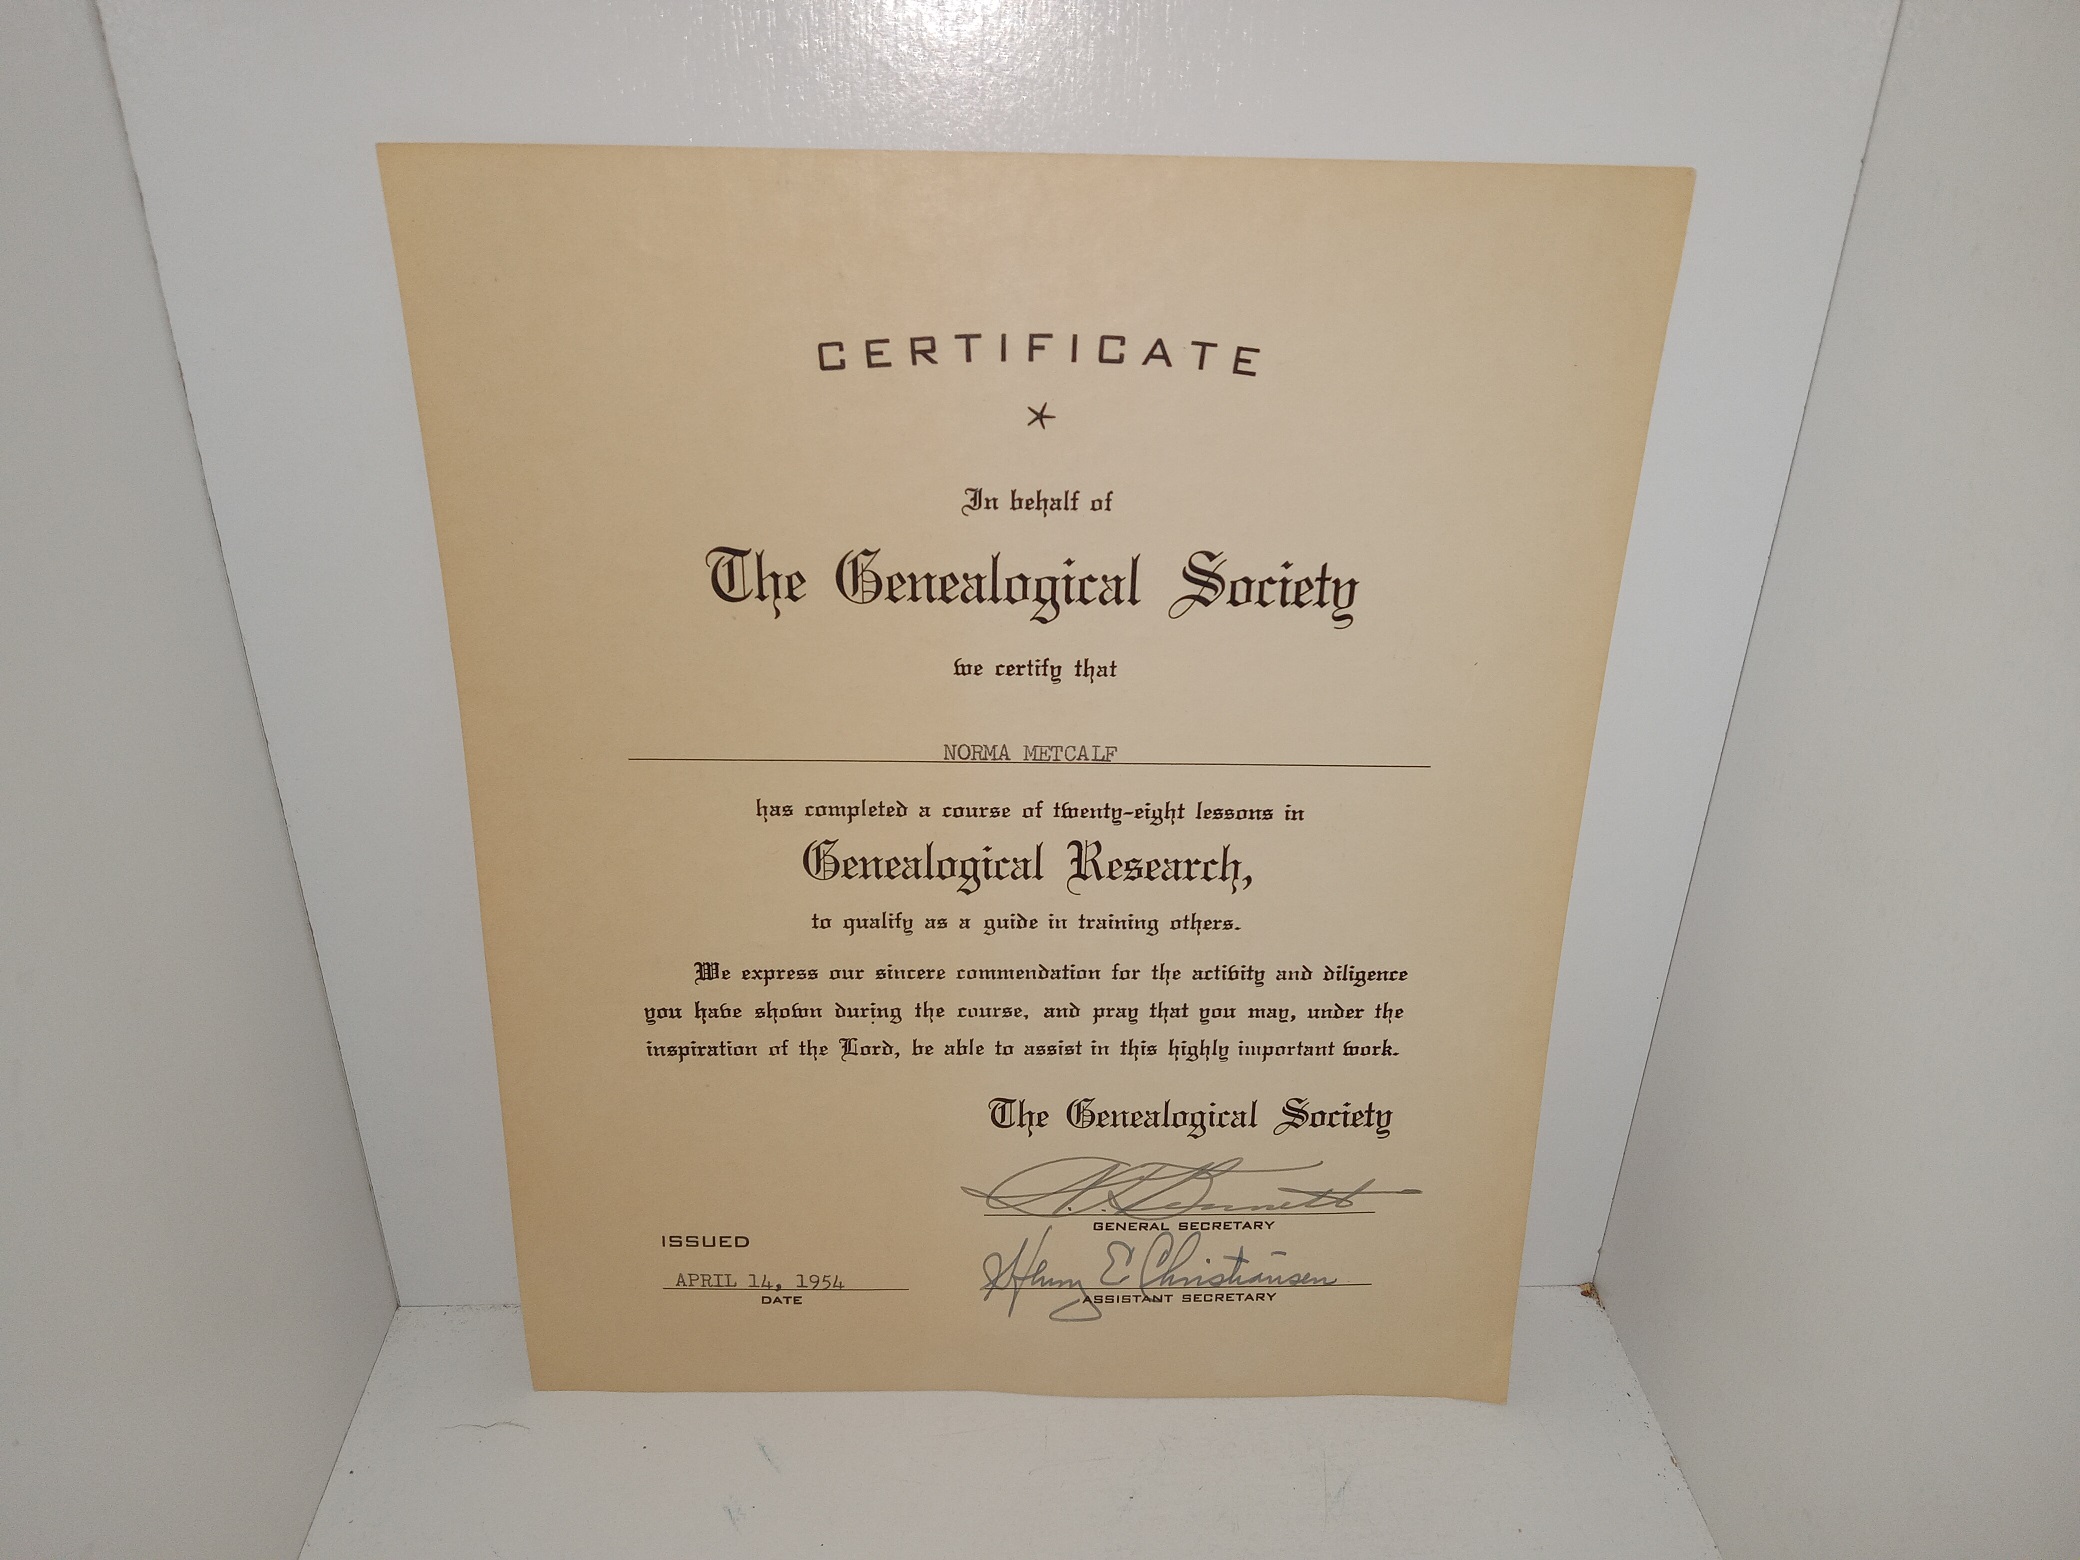 CERTIFICATE
In behalf of
The Genealogical Society
we certify that
NORMA METCALF
has completed a course of twenty-eight lessons in
Genealogical Research,
to qualify as a guide in training others.
We express our sincere commendation for the activity and diligence
you have shown during the course, and pray that you may, under the
inspiration of the Lord, be able to assist in this highly important work.
The Genealogical Society
Bennett
GENERAL SECRETARY
Henry E Christiansen
ASSISTANT SECRETARY
ISSUED
APRIL 14, 1954
DATE